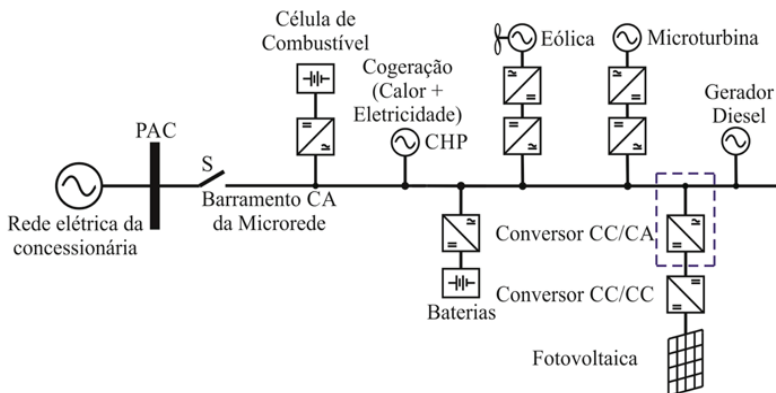 Célula de
Combustível
Cogeração
(Calor +
Eletricidade)
CHP
Eólica
Microturbina
Gerador
Diesel
PAC
S
Rede elétrica da
concessionária
Barramento CA
da Microrede
Baterias
Conversor CC/CA
Conversor CC/CC
Fotovoltaica